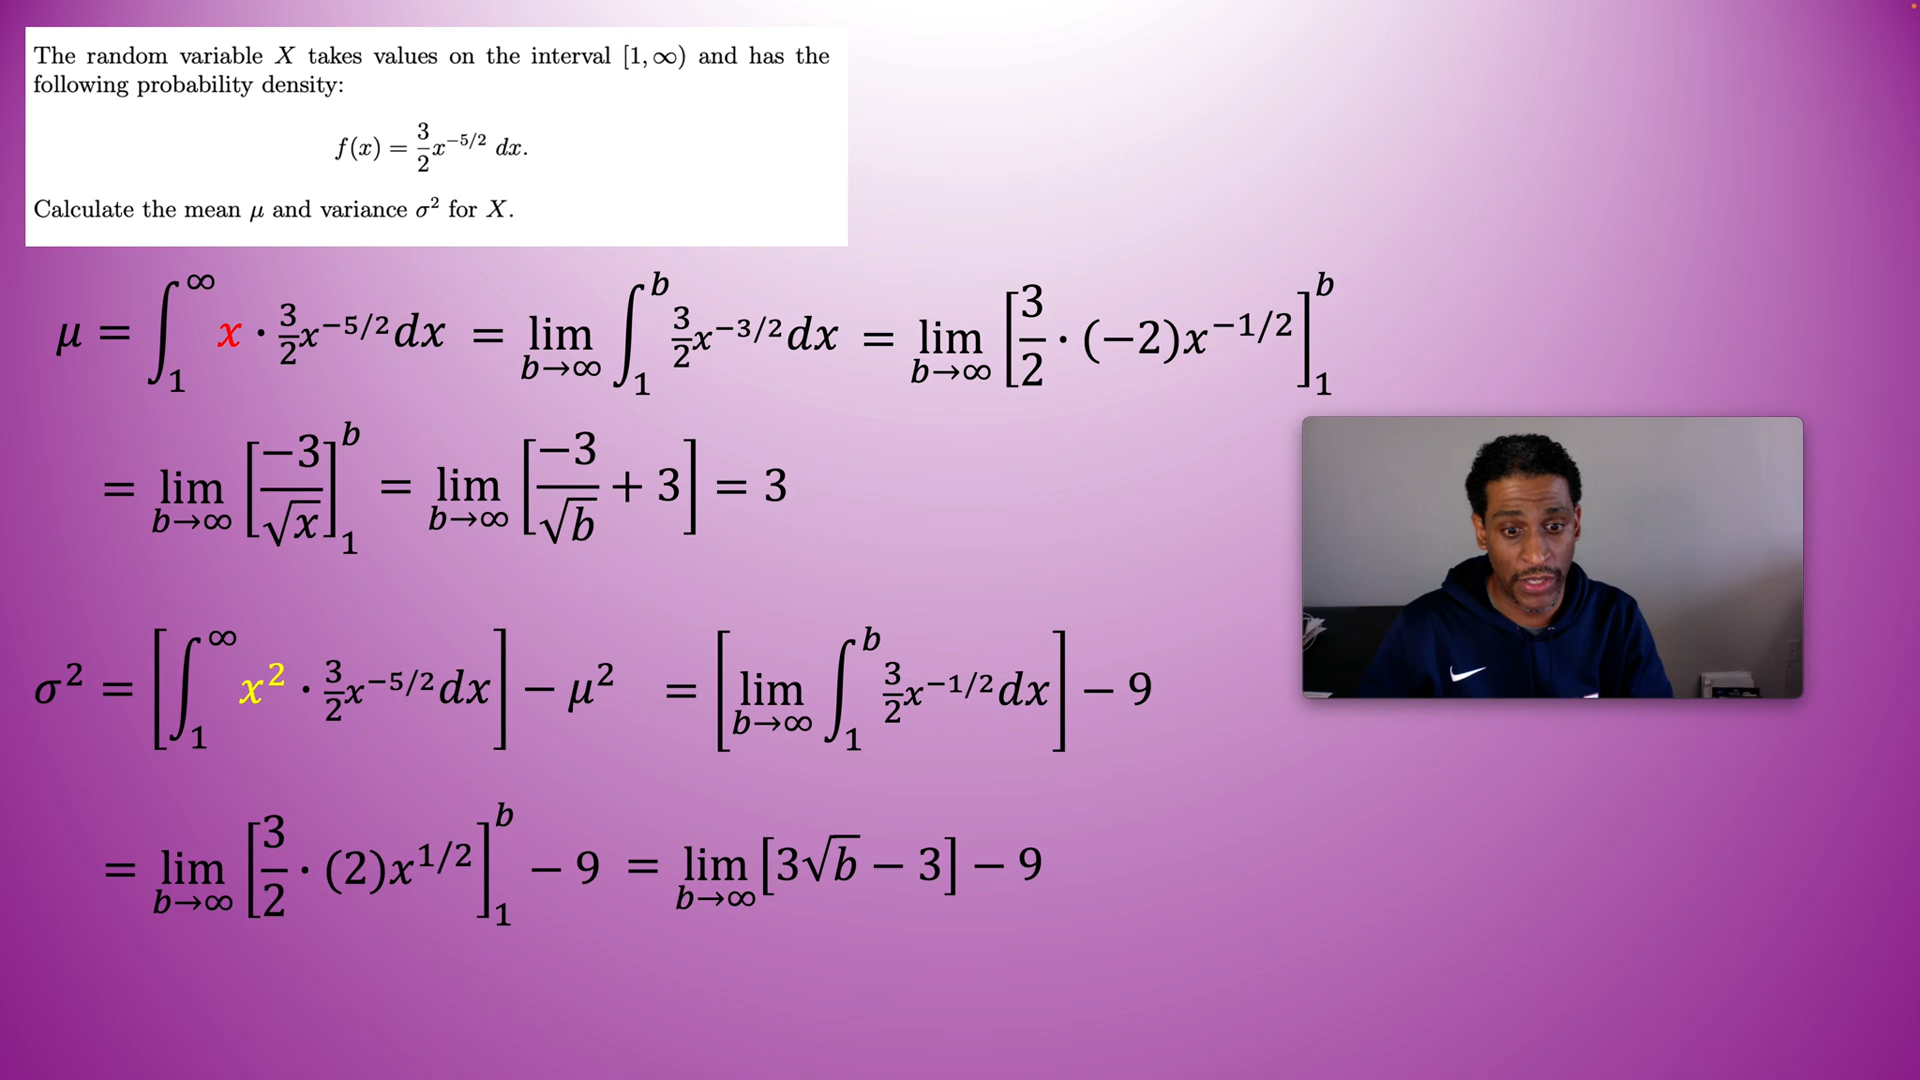 The random variable X takes values on the interval [1, ∞) and has the
following probability density:
f(x) = 3/2 x^{−5/2} dx.
Calculate the mean μ and variance σ² for X.
μ = ∫_1^∞ x · 3/2 x^{−5/2} dx = lim_{b→∞} ∫_1^b 3/2 x^{−3/2} dx = lim_{b→∞} [3/2 · (−2)x^{−1/2}]_1^b
= lim_{b→∞} [−3/√x]_1^b = lim_{b→∞} [−3/√b + 3] = 3
σ² = [∫_1^∞ x² · 3/2 x^{−5/2} dx] − μ² = [lim_{b→∞} ∫_1^b 3/2 x^{−1/2} dx] − 9
= lim_{b→∞} [3/2 · (2)x^{1/2}]_1^b − 9 = lim_{b→∞} [3√b − 3] − 9